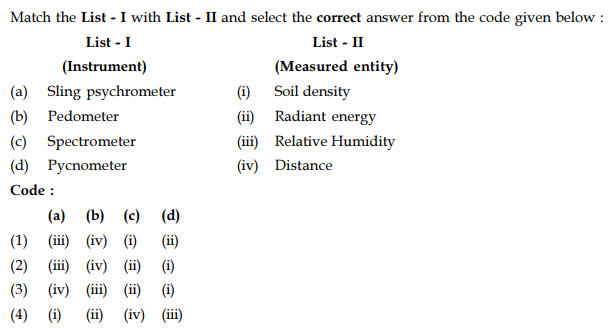 Match the List - I with List - II and select the correct answer from the code given below :
List - I List - II
(Instrument) (Measured entity)
(a) Sling psychrometer (i) Soil density
(b) Pedometer (ii) Radiant energy
(c) Spectrometer (iii) Relative Humidity
(d) Pycnometer (iv) Distance
Code :
(a) (b) (c) (d)
(1) (iii) (iv) (i) (ii)
(2) (iii) (iv) (ii) (i)
(3) (iv) (iii) (ii) (i)
(4) (i) (ii) (iv) (iii)